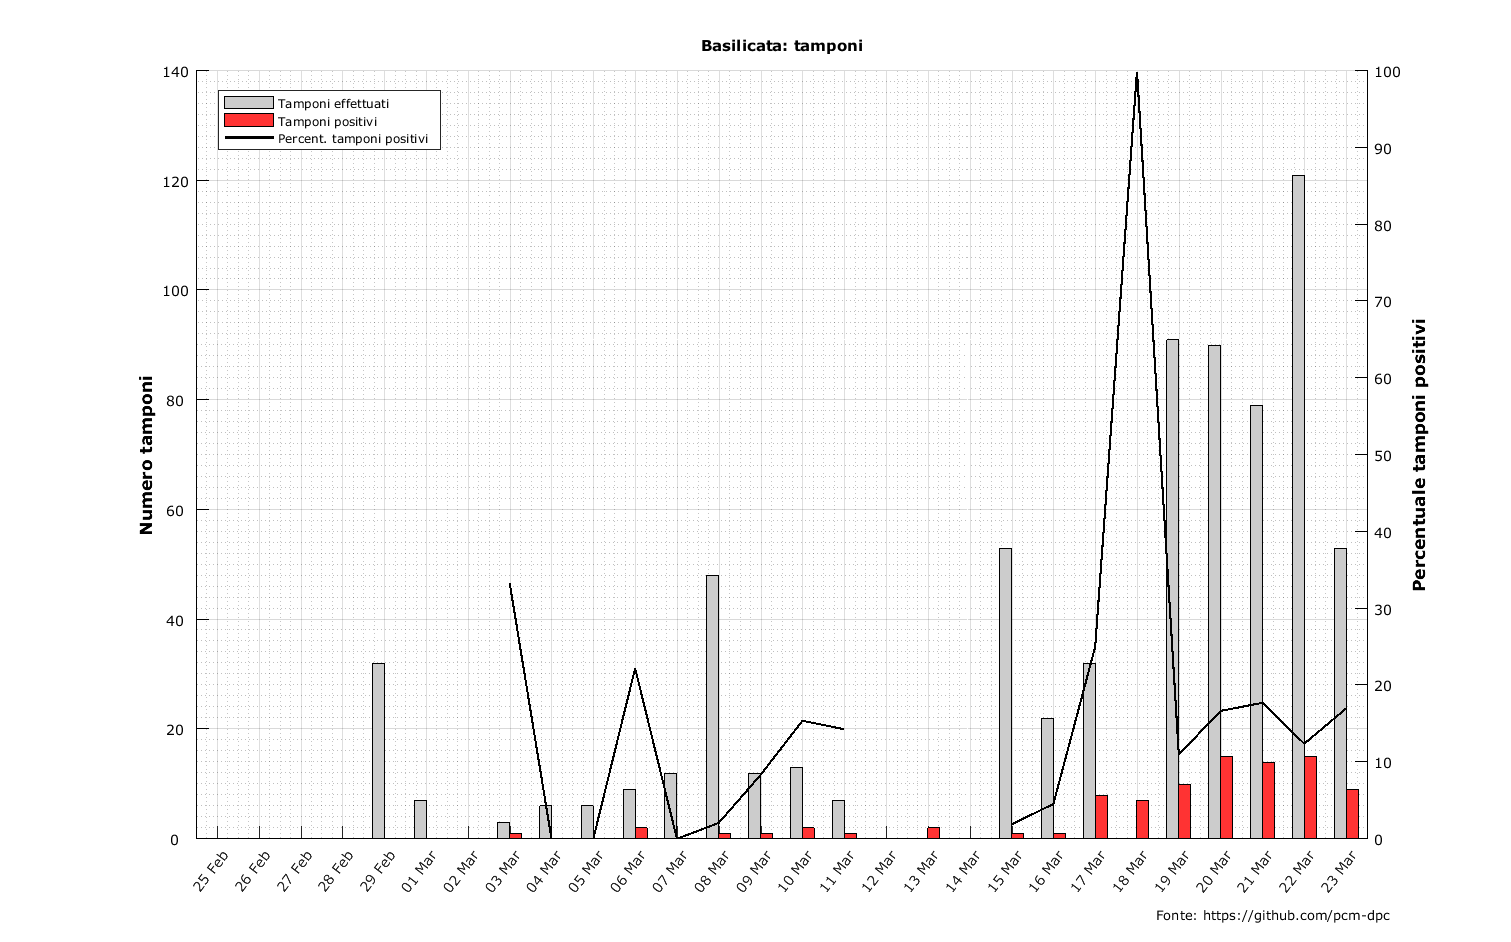 Basilicata: tamponi
Tamponi effettuati
Tamponi positivi
Percent. tamponi positivi
Numero tamponi
140
120
100
80
60
40
20
0
100
90
80
70
60
50
40
30
20
10
0
Percentuale tamponi positivi
25 Feb
26 Feb
27 Feb
28 Feb
29 Feb
01 Mar
02 Mar
03 Mar
04 Mar
05 Mar
06 Mar
07 Mar
08 Mar
09 Mar
10 Mar
11 Mar
12 Mar
13 Mar
14 Mar
15 Mar
16 Mar
17 Mar
18 Mar
19 Mar
20 Mar
21 Mar
22 Mar
23 Mar
Fonte: https://github.com/pcm-dpc